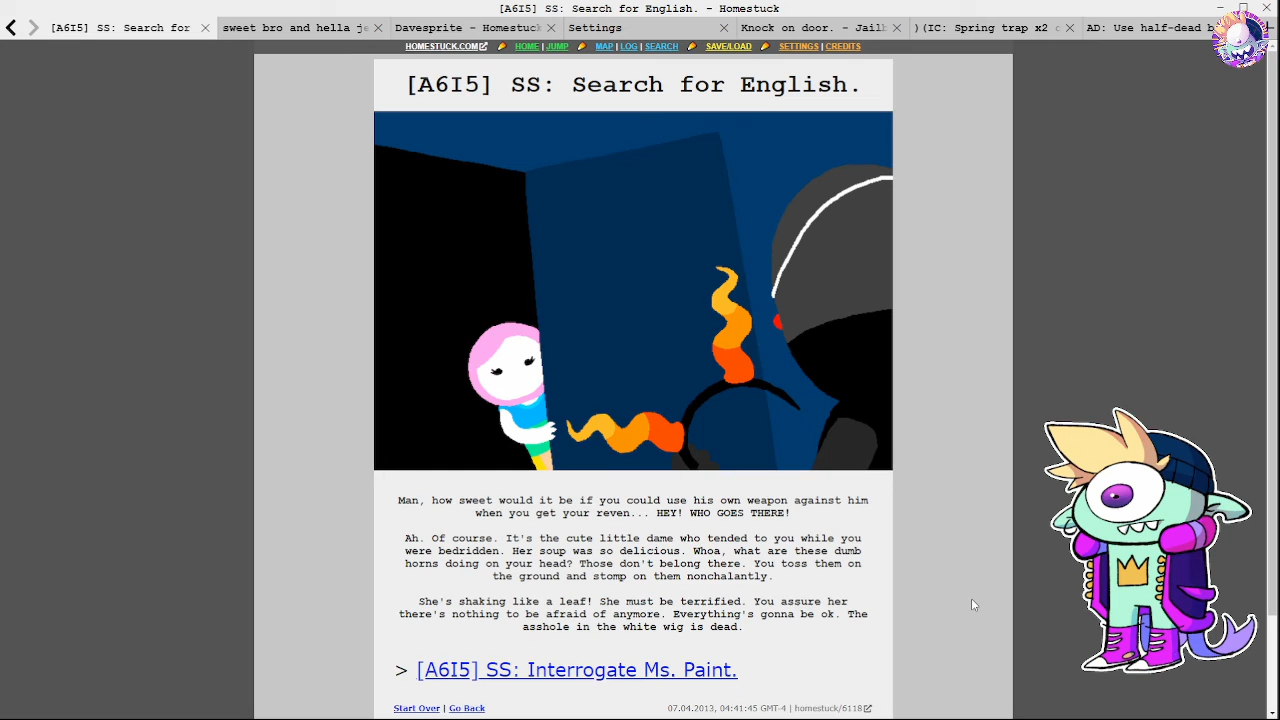 [A6I5] SS: Search for English. - Homestuck
[A6I5] SS: Search for
sweet bro and hella je
Davesprite - Homestuck
Settings
Knock on door. - Jailb
)(IC: Spring trap x2 c
AD: Use half-dead
HOMESTUCK.COM HOME | JUMP MAP | LOG | SEARCH SAVE/LOAD SETTINGS | CREDITS
[A6I5] SS: Search for English.
Man, how sweet would it be if you could use his own weapon against him
when you get your reven... HEY! WHO GOES THERE!
Ah. Of course. It's the cute little dame who tended to you while you
were bedridden. Her soup was so delicious. Whoa, what are these dumb
horns doing on your head? Those don't belong there. You toss them on
the ground and stomp on them nonchalantly.
She's shaking like a leaf! She must be terrified. You assure her
there's nothing to be afraid of anymore. Everything's gonna be ok. The
asshole in the white wig is dead.
> [A6I5] SS: Interrogate Ms. Paint.
Start Over | Go Back
07.04.2013, 04:41:45 GMT-4 | homestuck/6118